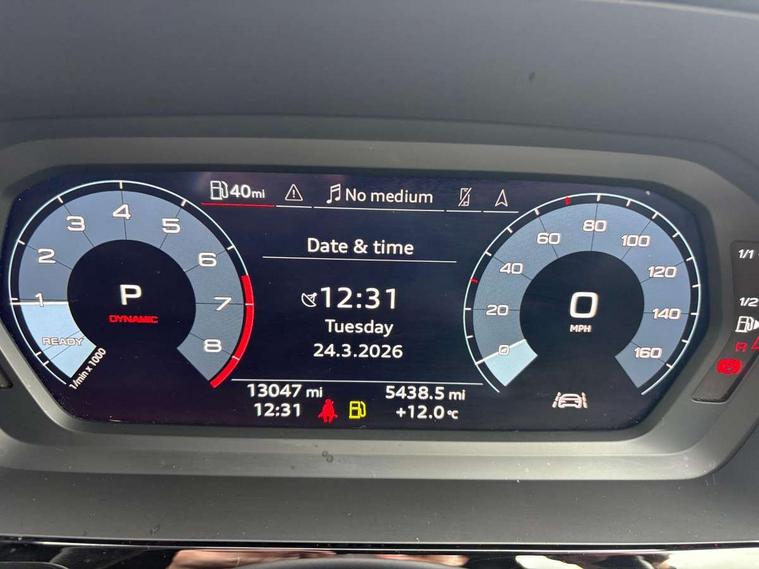 40mi
No medium
Date & time
12:31
Tuesday
24.3.2026
1
2
3
4
5
6
7
8
READY
1/min x 1000
P
DYNAMIC
0
20
40
60
80
100
120
140
160
0
MPH
13047 mi
5438.5 mi
12:31
+12.0°C
1/1
1/2
R